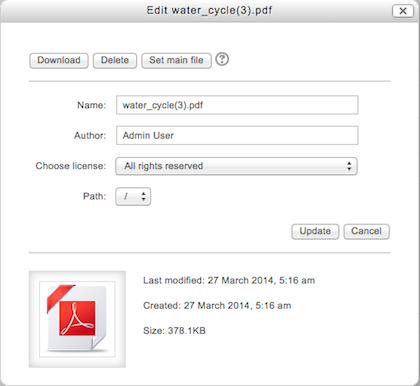 Edit water_cycle(3).pdf
Download Delete Set main file ?
Name: water_cycle(3).pdf
Author: Admin User
Choose license: All rights reserved
Path: /
Update Cancel
Last modified: 27 March 2014, 5:16 am
Created: 27 March 2014, 5:16 am
Size: 378.1KB